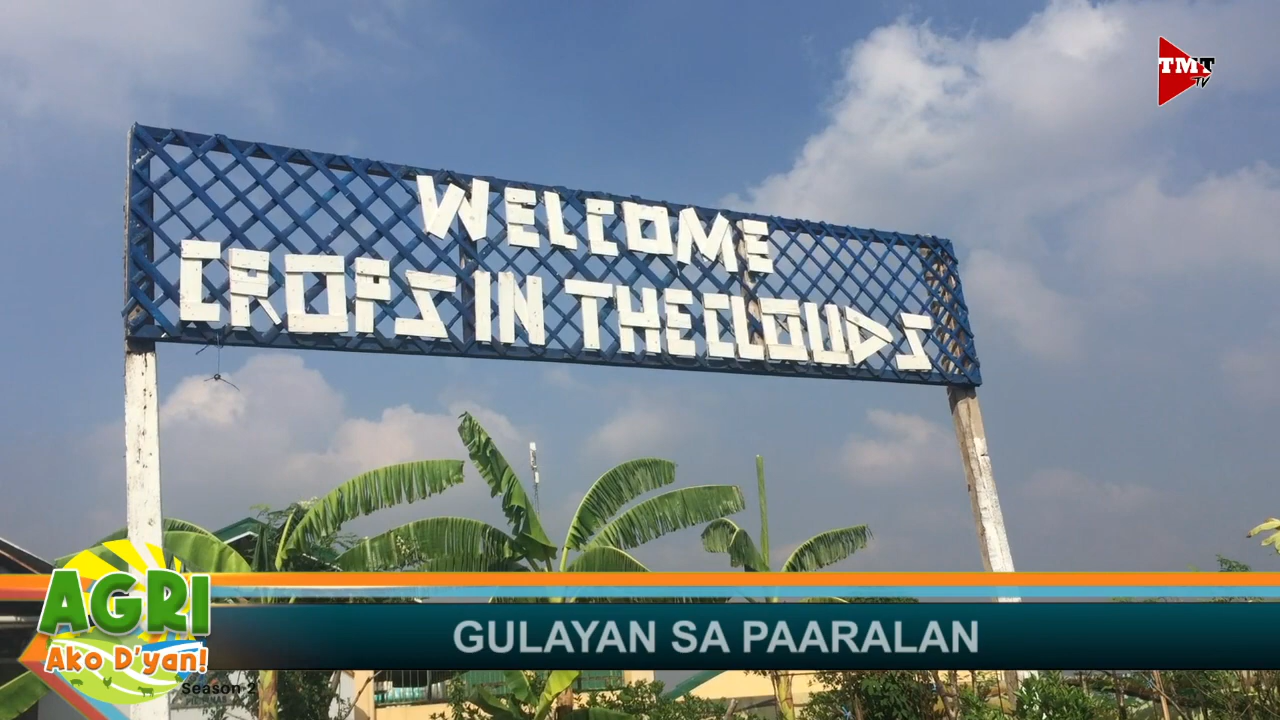 TMT
TV
WELCOME
CROPS IN THE CLOUDS
GULAYAN SA PAARALAN
AGRI
Ako D'yan!
Season 2